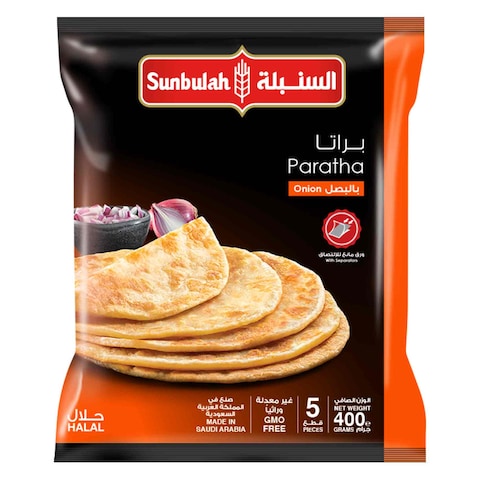 Sunbulah السنبلة
براتا
Paratha
Onion بالبصل
ورق مانع للالتصاق
With Separators
حلال
HALAL
صنع في
المملكة العربية
السعودية
MADE IN
SAUDI ARABIA
غير معدلة
وراثياً
GMO
FREE
5
قطع
PIECES
الوزن الصافي
NET WEIGHT
400e
GRAMS جرام